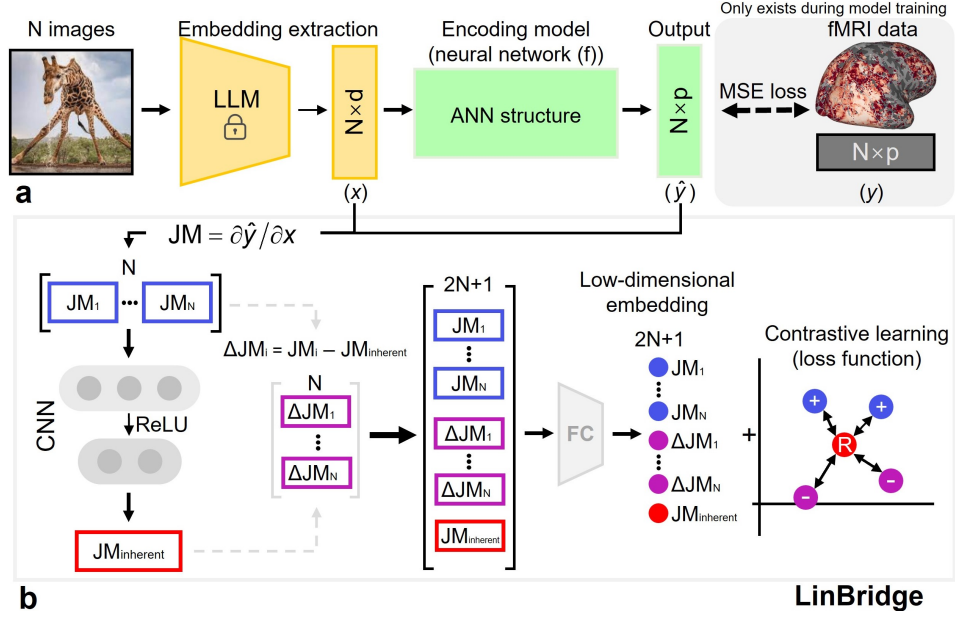 N images
Embedding extraction
Encoding model
(neural network (f))
Output
Only exists during model training
fMRI data
LLM
N×d
ANN structure
N×p
MSE loss
N×p
a
(x)
(ŷ)
(y)
JM = ∂ŷ/∂x
N
JM₁ ••• JMN
ΔJMi = JMi − JMinherent
CNN
ReLU
JMinherent
N
ΔJM₁
ΔJMN
2N+1
JM₁
JMN
ΔJM₁
ΔJMN
JMinherent
FC
Low-dimensional
embedding
2N+1
JM₁
JMN
ΔJM₁
ΔJMN
JMinherent
+
Contrastive learning
(loss function)
+ +
R
- -
b
LinBridge